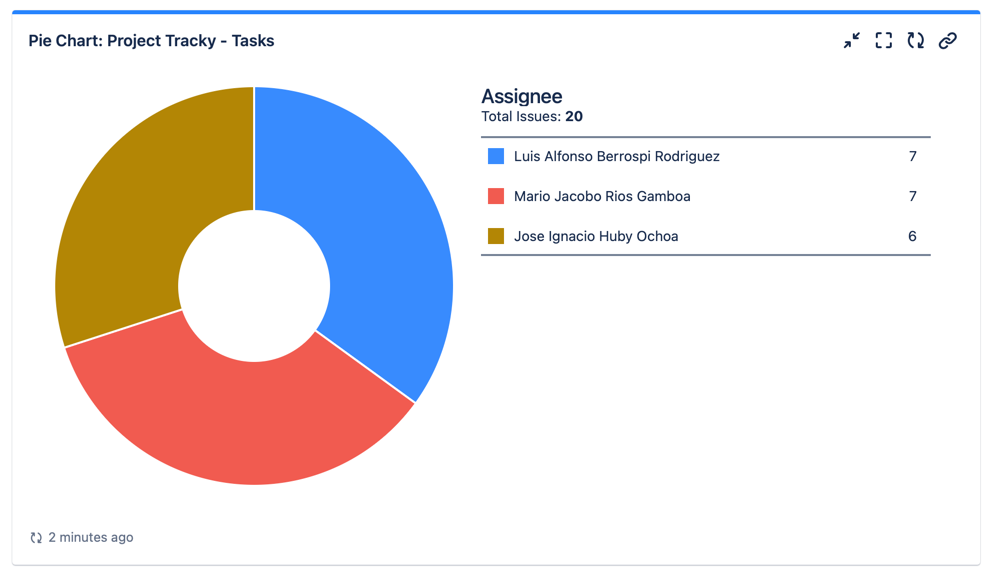 Pie Chart: Project Tracky - Tasks
Assignee
Total Issues: 20
Luis Alfonso Berrospi Rodriguez 7
Mario Jacobo Rios Gamboa 7
Jose Ignacio Huby Ochoa 6
2 minutes ago